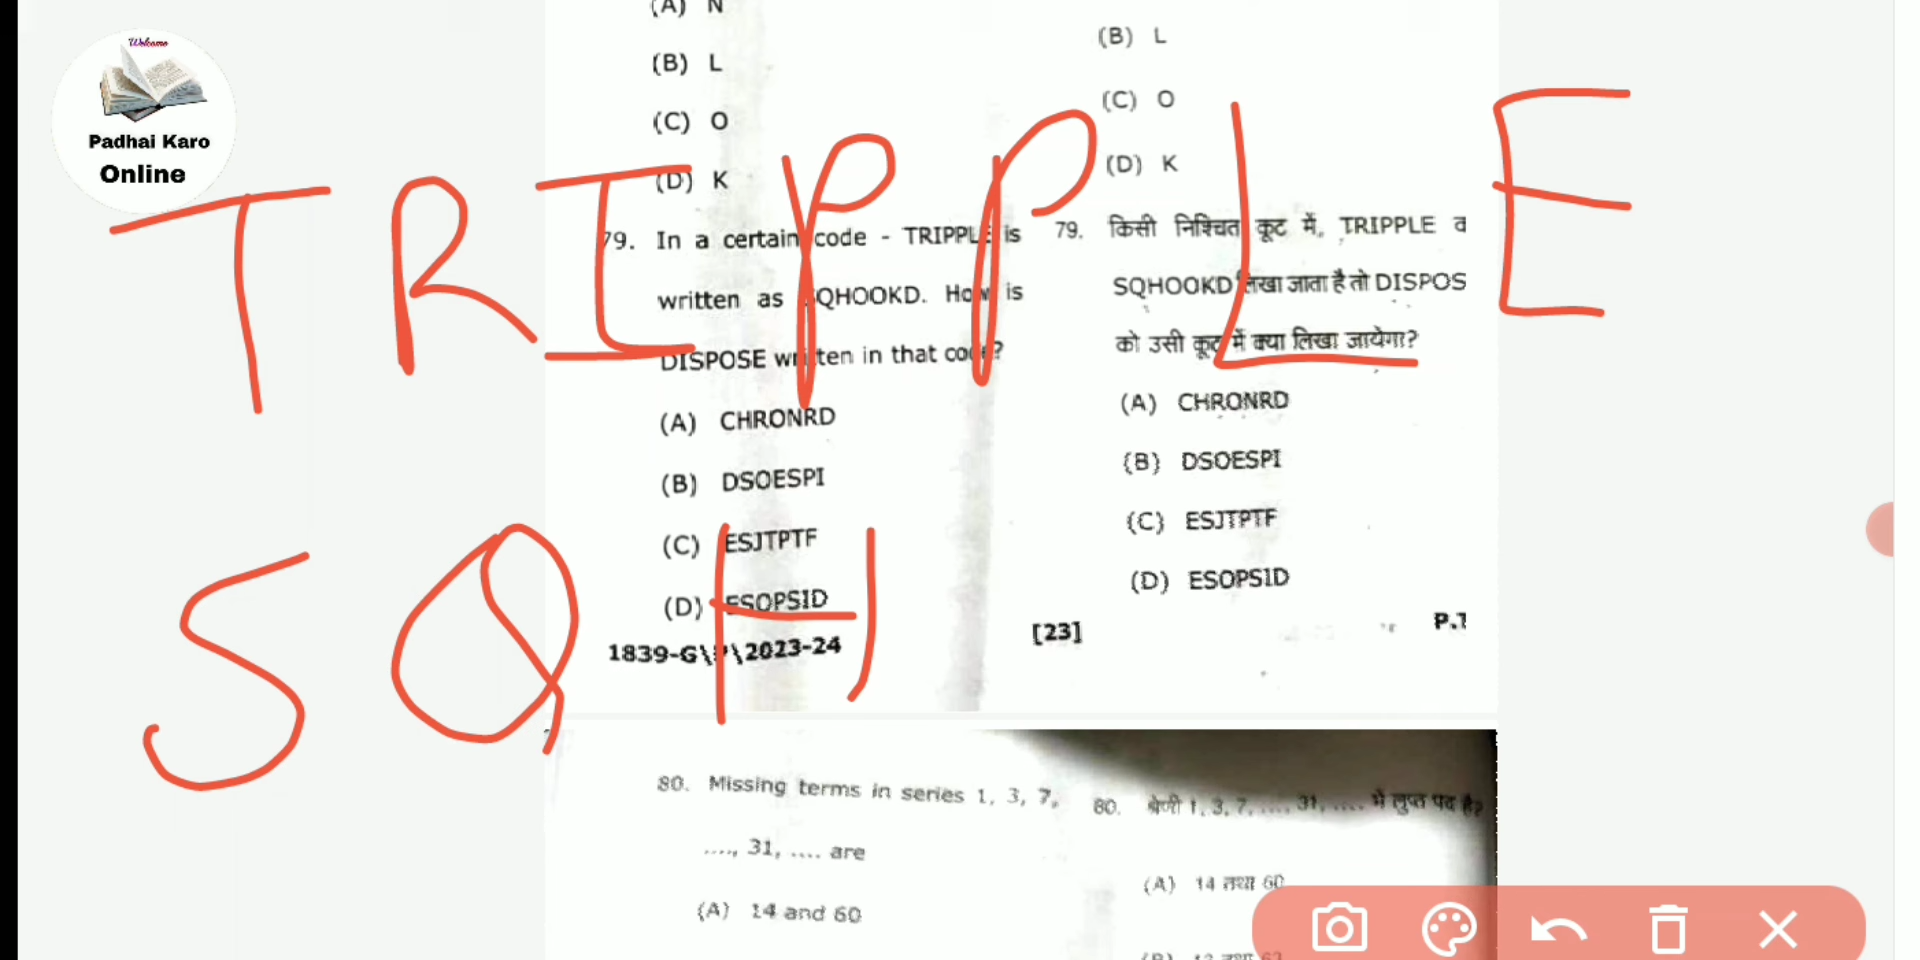 Welcome
Padhai Karo
Online
(A) N
(B) L
(C) O
(D) K
79. In a certain code - TRIPPLE is
written as SQHOOKD. How is
DISPOSE written in that code?
(A) CHRONRD
(B) DSOESPI
(C) ESJTPTF
(D) ESOPSID
1839-G\P\2023-24
(B) L
(C) O
(D) K
79. किसी निश्चित कूट में, TRIPPLE
SQHOOKD लिखा जाता है तो DISPOS
को उसी कूट में क्या लिखा जायेगा?
(A) CHRONRD
(B) DSOESPI
(C) ESJTPTF
(D) ESOPSID
[23]
P.T
TRIPPLE
SQH
80. Missing terms in series 1, 3, 7,
...., 31, .... are
(A) 14 and 60
80. श्रेणी 1, 3, 7, ...., 31, .... में लुप्त पद है?
(A) 14 तथा 60